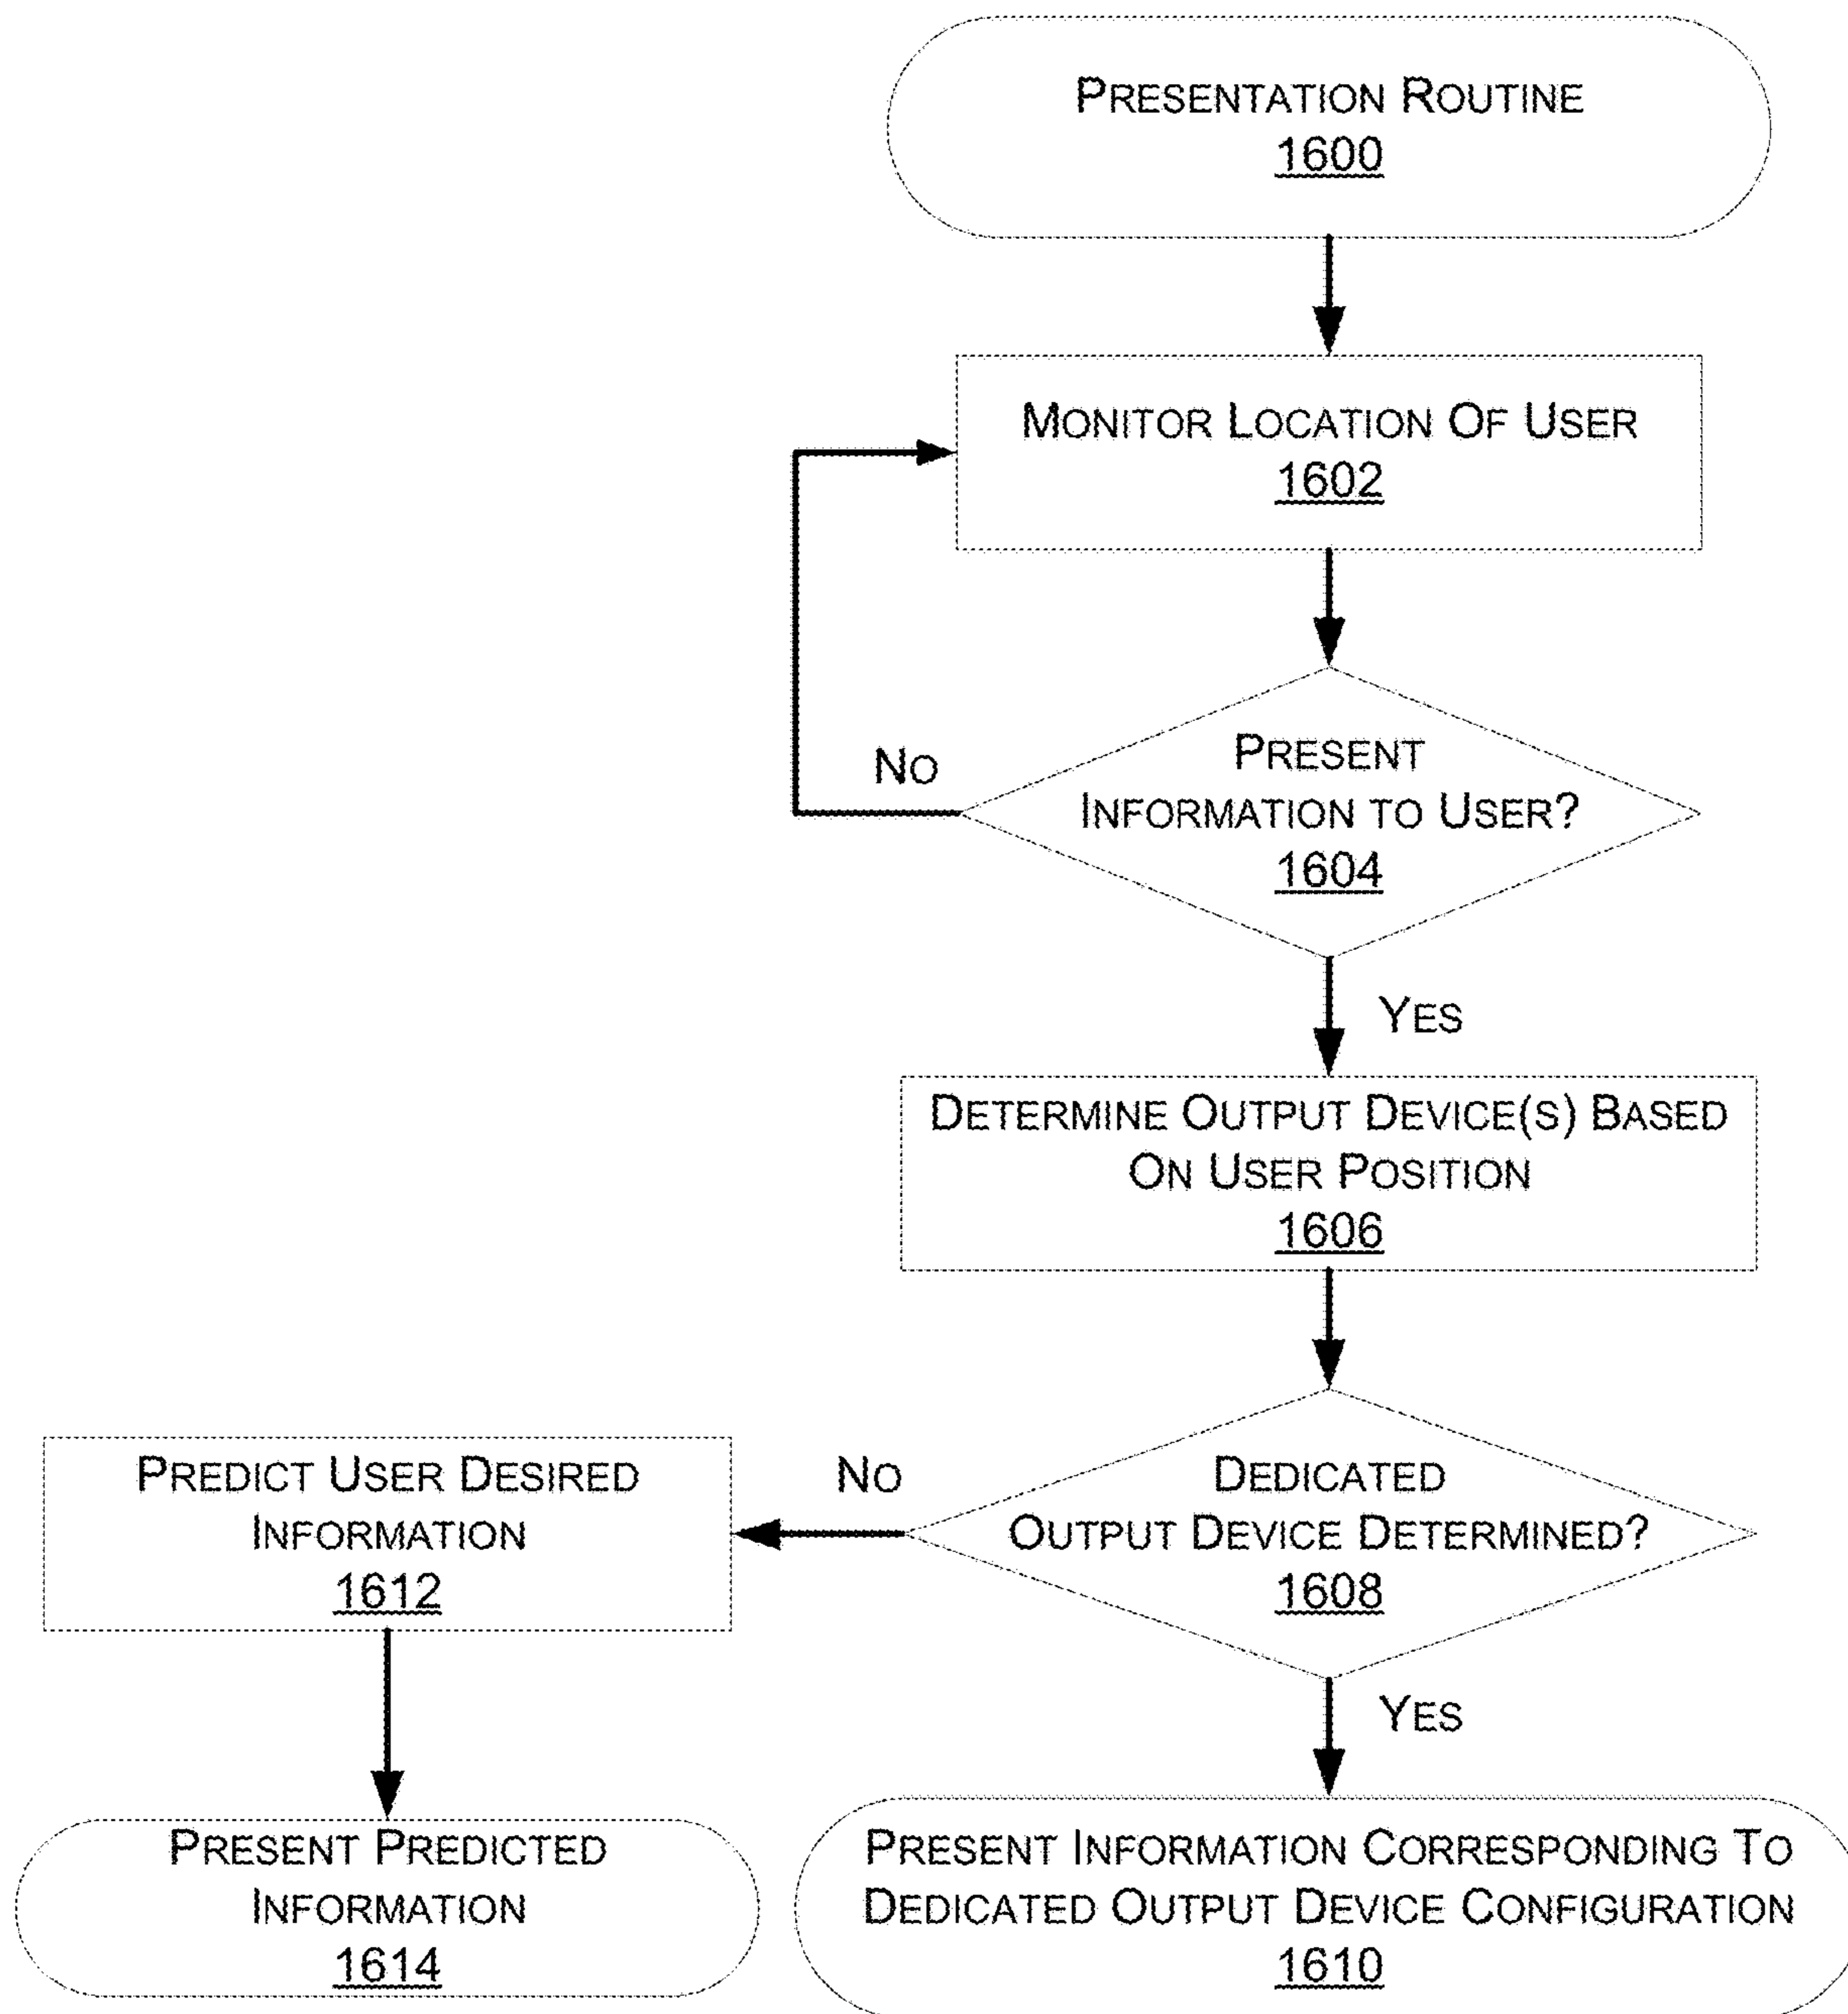 PRESENTATION ROUTINE
1600
MONITOR LOCATION OF USER
1602
PRESENT
INFORMATION TO USER?
1604
NO
YES
DETERMINE OUTPUT DEVICE(S) BASED
ON USER POSITION
1606
DEDICATED
OUTPUT DEVICE DETERMINED?
1608
NO
PREDICT USER DESIRED
INFORMATION
1612
YES
PRESENT PREDICTED
INFORMATION
1614
PRESENT INFORMATION CORRESPONDING TO
DEDICATED OUTPUT DEVICE CONFIGURATION
1610